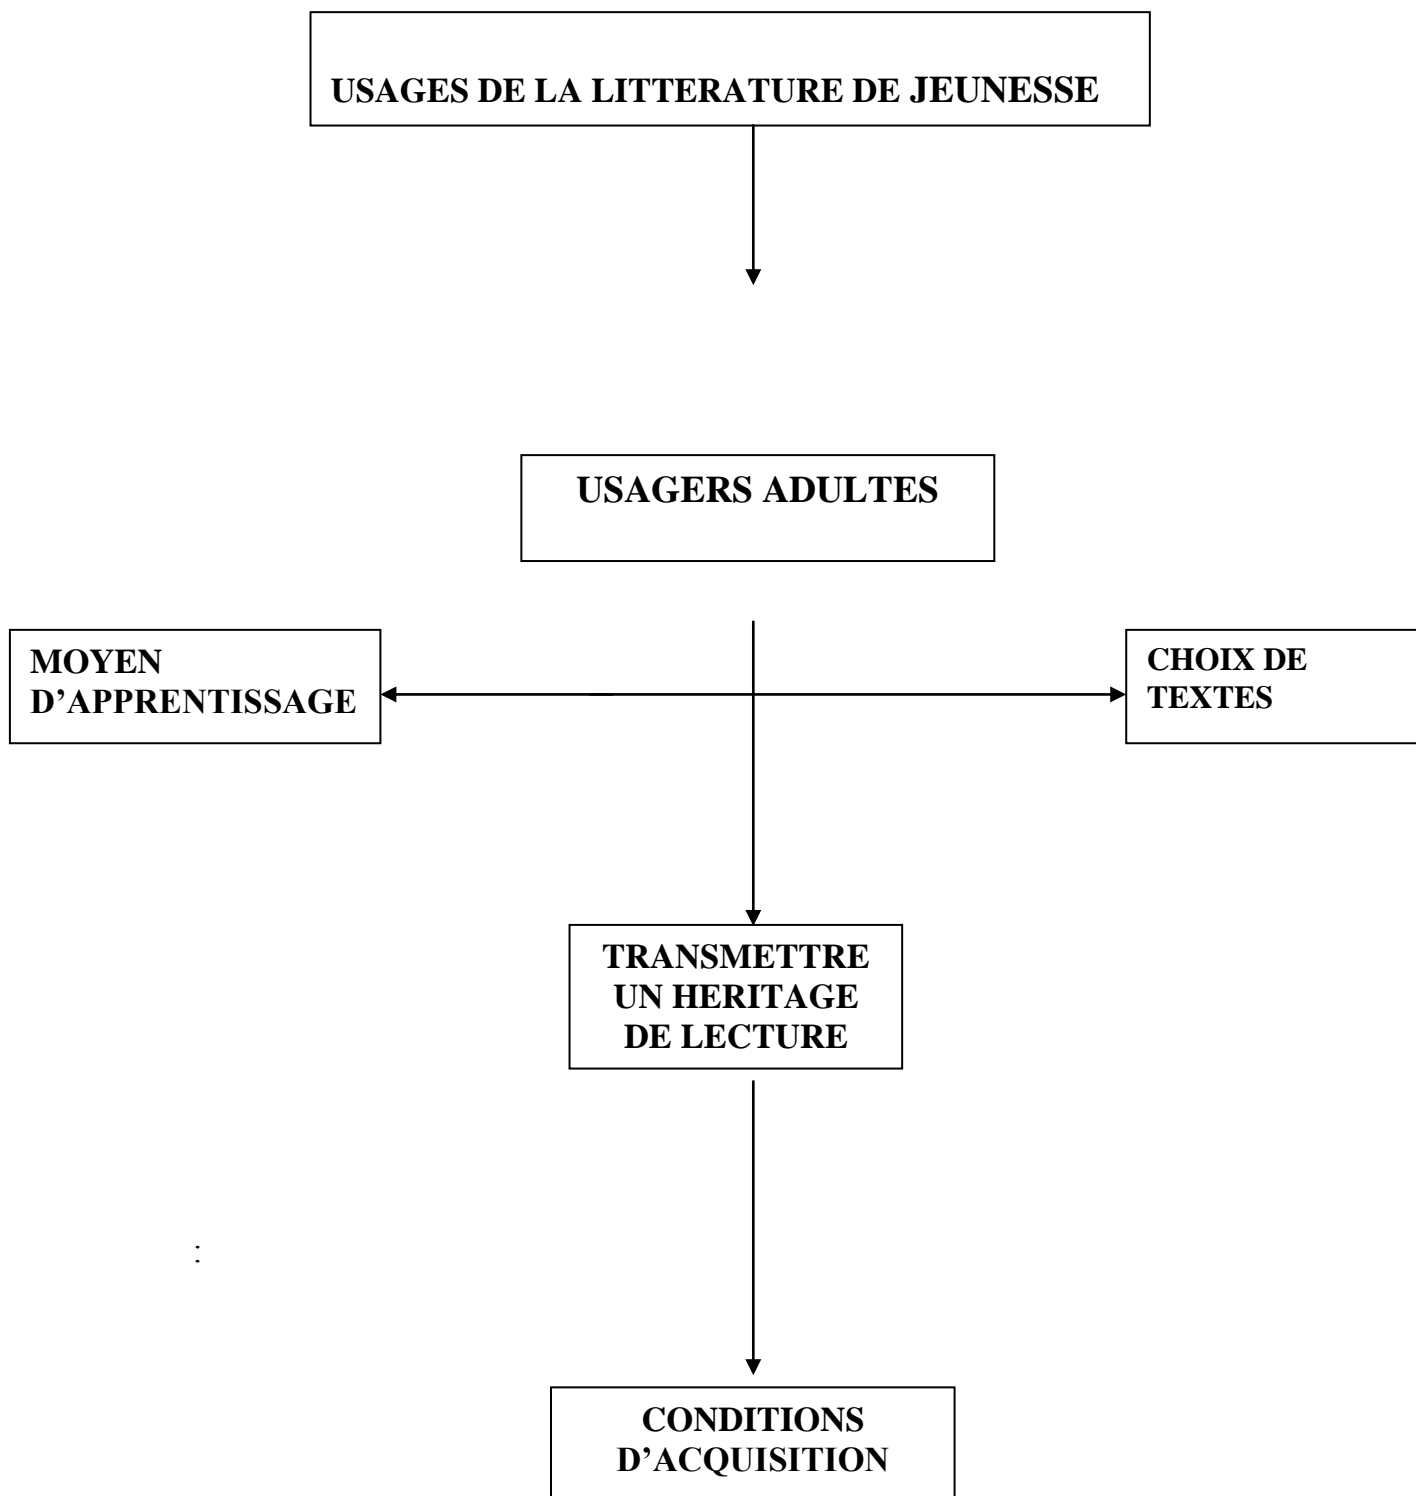 USAGES DE LA LITTERATURE DE JEUNESSE
USAGERS ADULTES
MOYEN
D’APPRENTISSAGE
CHOIX DE
TEXTES
TRANSMETTRE
UN HERITAGE
DE LECTURE
:
CONDITIONS
D’ACQUISITION